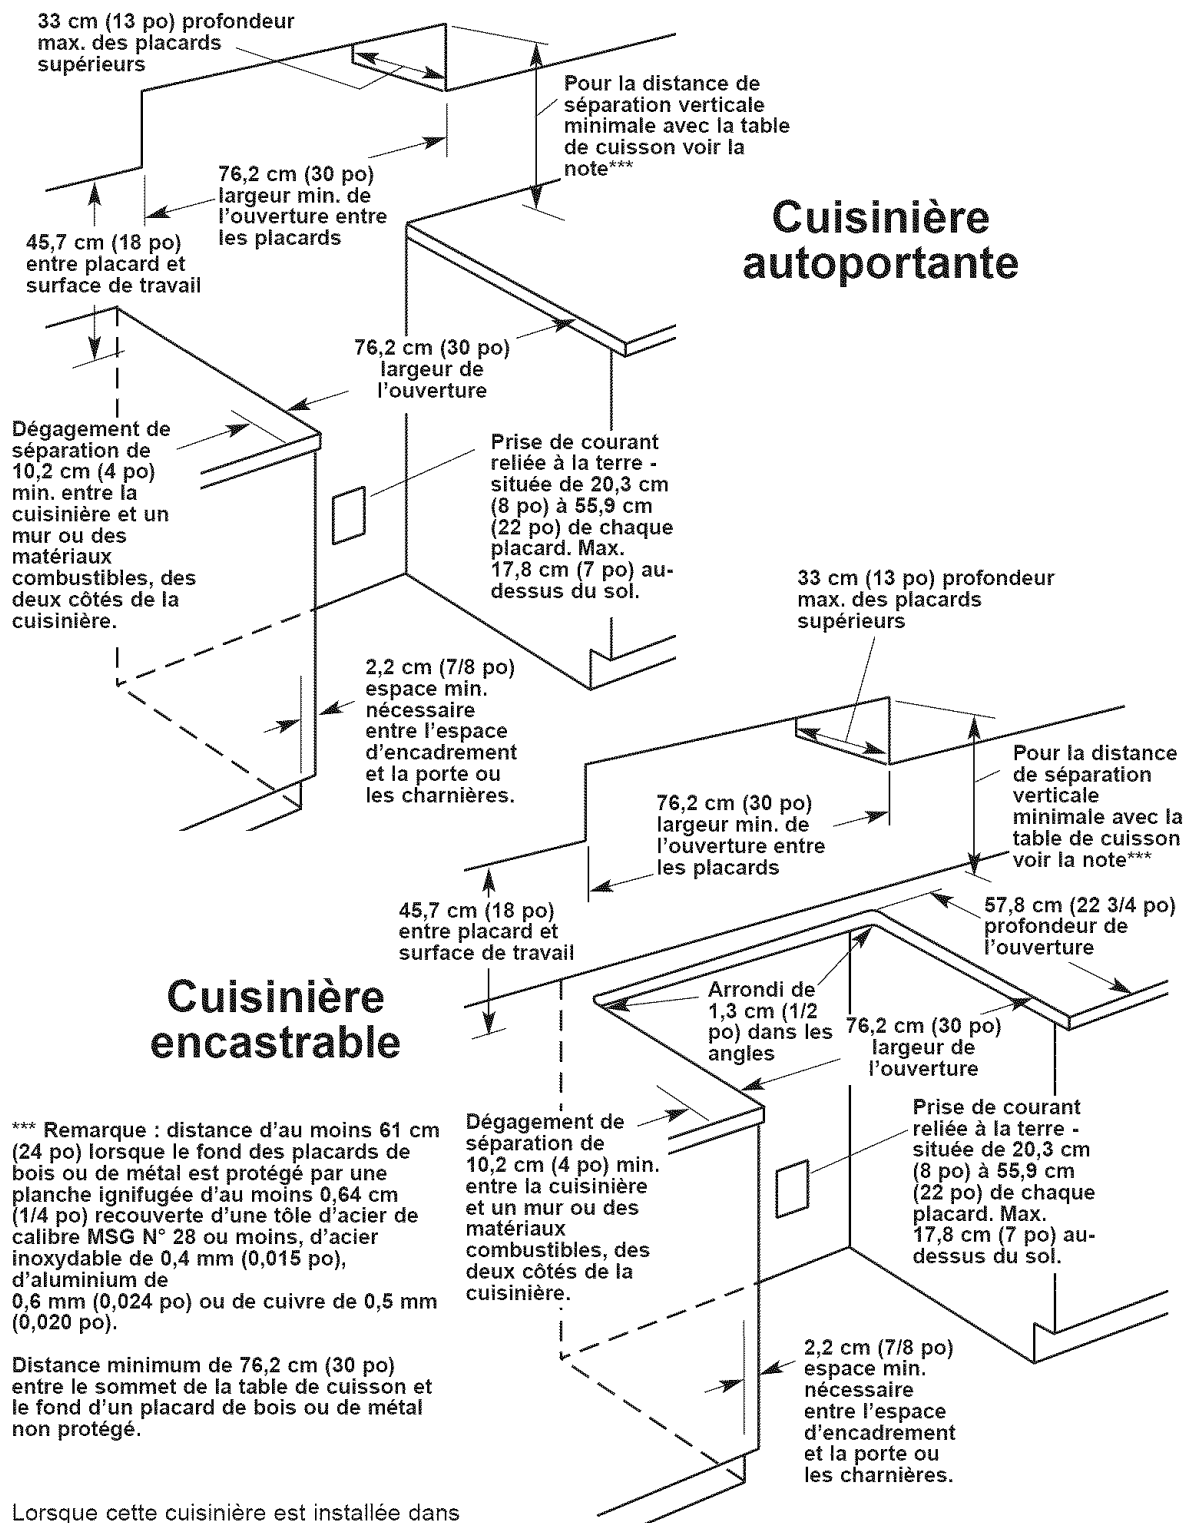 33 cm (13 po) profondeur
max. des placards
supérieurs
Pour la distance de
séparation verticale
minimale avec la table
de cuisson voir la
note***
76,2 cm (30 po)
largeur min. de
l'ouverture entre
les placards
45,7 cm (18 po)
entre placard et
surface de travail
Cuisinière
autoportante
76,2 cm (30 po)
largeur de
l'ouverture
Dégagement de
séparation de
10,2 cm (4 po)
min. entre la
cuisinière et un
mur ou des
matériaux
combustibles, des
deux côtés de la
cuisinière.
Prise de courant
reliée à la terre -
située de 20,3 cm
(8 po) à 55,9 cm
(22 po) de chaque
placard. Max.
17,8 cm (7 po) au-
dessus du sol.
2,2 cm (7/8 po)
espace min.
nécessaire
entre l'espace
d'encadrement
et la porte ou
les charnières.
33 cm (13 po) profondeur
max. des placards
supérieurs
Pour la distance
de séparation
verticale
minimale avec la
table de cuisson
voir la note***
76,2 cm (30 po)
largeur min. de
l'ouverture entre
les placards
45,7 cm (18 po)
entre placard et
surface de travail
57,8 cm (22 3/4 po)
profondeur de
l'ouverture
Cuisinière
encastrable
Arrondi de
1,3 cm (1/2
po) dans les
angles
76,2 cm (30 po)
largeur de
l'ouverture
Dégagement de
séparation de
10,2 cm (4 po) min.
entre la cuisinière
et un mur ou des
matériaux
combustibles, des
deux côtés de la
cuisinière.
Prise de courant
reliée à la terre -
située de 20,3 cm
(8 po) à 55,9 cm
(22 po) de chaque
placard. Max.
17,8 cm (7 po) au-
dessus du sol.
2,2 cm (7/8 po)
espace min.
nécessaire
entre l'espace
d'encadrement
et la porte ou
les charnières.
*** Remarque : distance d'au moins 61 cm
(24 po) lorsque le fond des placards de
bois ou de métal est protégé par une
planche ignifugée d'au moins 0,64 cm
(1/4 po) recouverte d'une tôle d'acier de
calibre MSG N° 28 ou moins, d'acier
inoxydable de 0,4 mm (0,015 po),
d'aluminium de
0,6 mm (0,024 po) ou de cuivre de 0,5 mm
(0,020 po).
Distance minimum de 76,2 cm (30 po)
entre le sommet de la table de cuisson et
le fond d'un placard de bois ou de métal
non protégé.
Lorsque cette cuisinière est installée dans